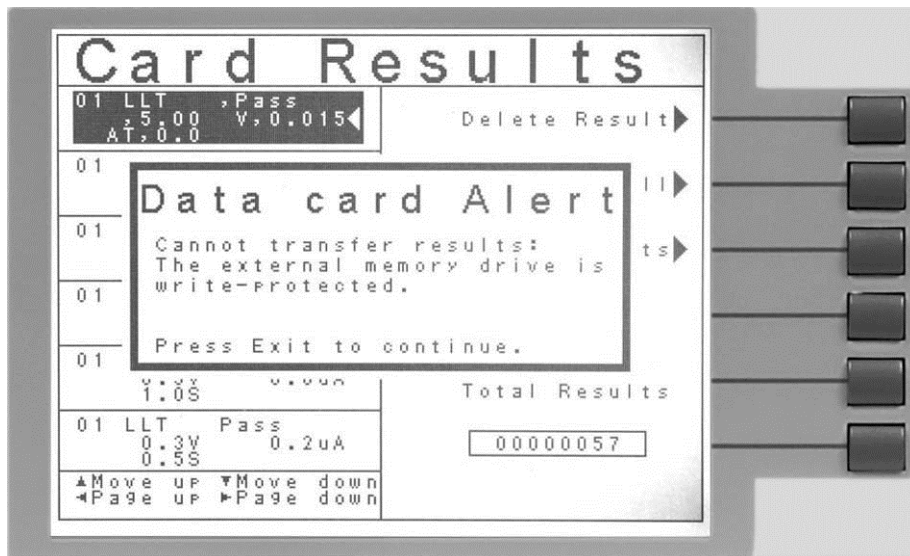 Card Results
01 LLT ,Pass
,5.00 V,0.015◀
AT,0.0
Delete Result▶
01
ll▶
01
ts▶
01
01
Data card Alert
Cannot transfer results:
The external memory drive is
write-protected.
Press Exit to continue.
1.0S
Total Results
01 LLT Pass
0.3V 0.2uA
0.5S
00000057
▲Move up ▼Move down
◀Page up ▶Page down